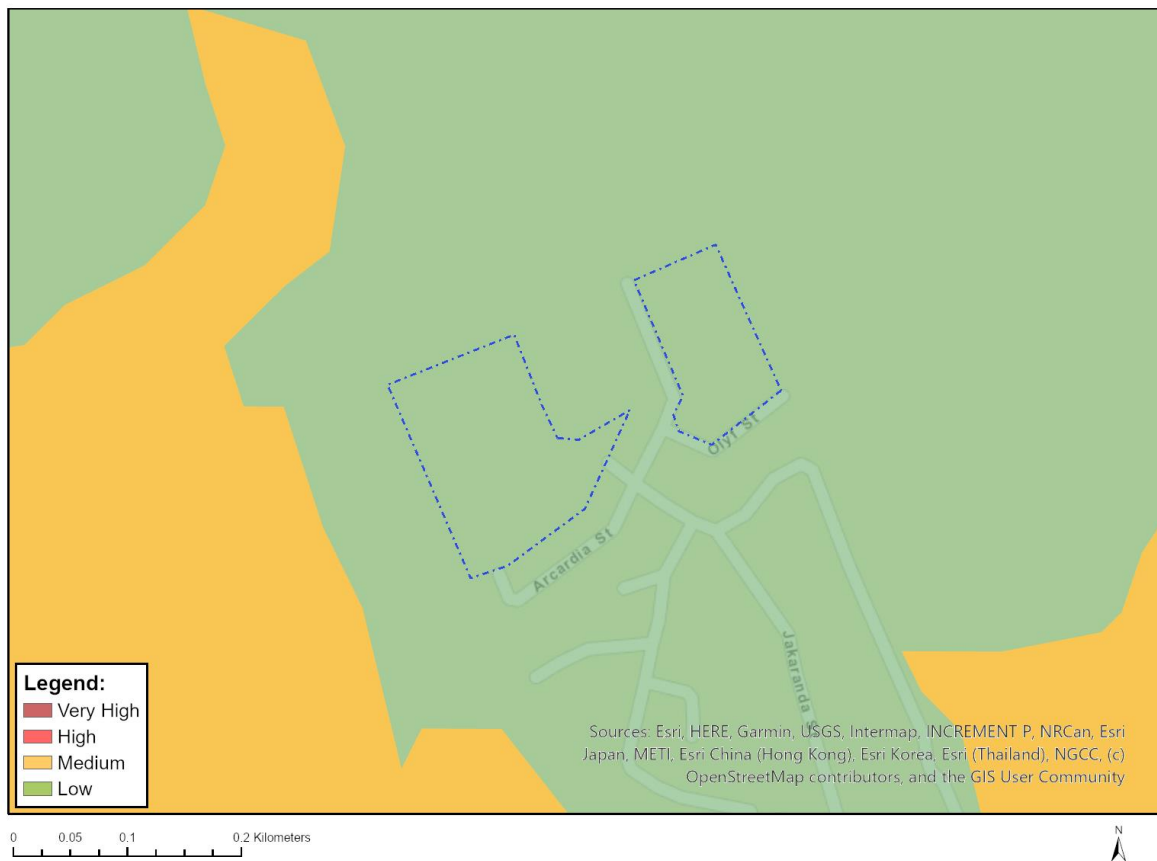 Olyf St
Arcardia St
Jakaranda S
Legend:
Very High
High
Medium
Low
Sources: Esri, HERE, Garmin, USGS, Intermap, INCREMENT P, NRCan, Esri
Japan, METI, Esri China (Hong Kong), Esri Korea, Esri (Thailand), NGCC, (c)
OpenStreetMap contributors, and the GIS User Community
0 0.05 0.1 0.2 Kilometers
N